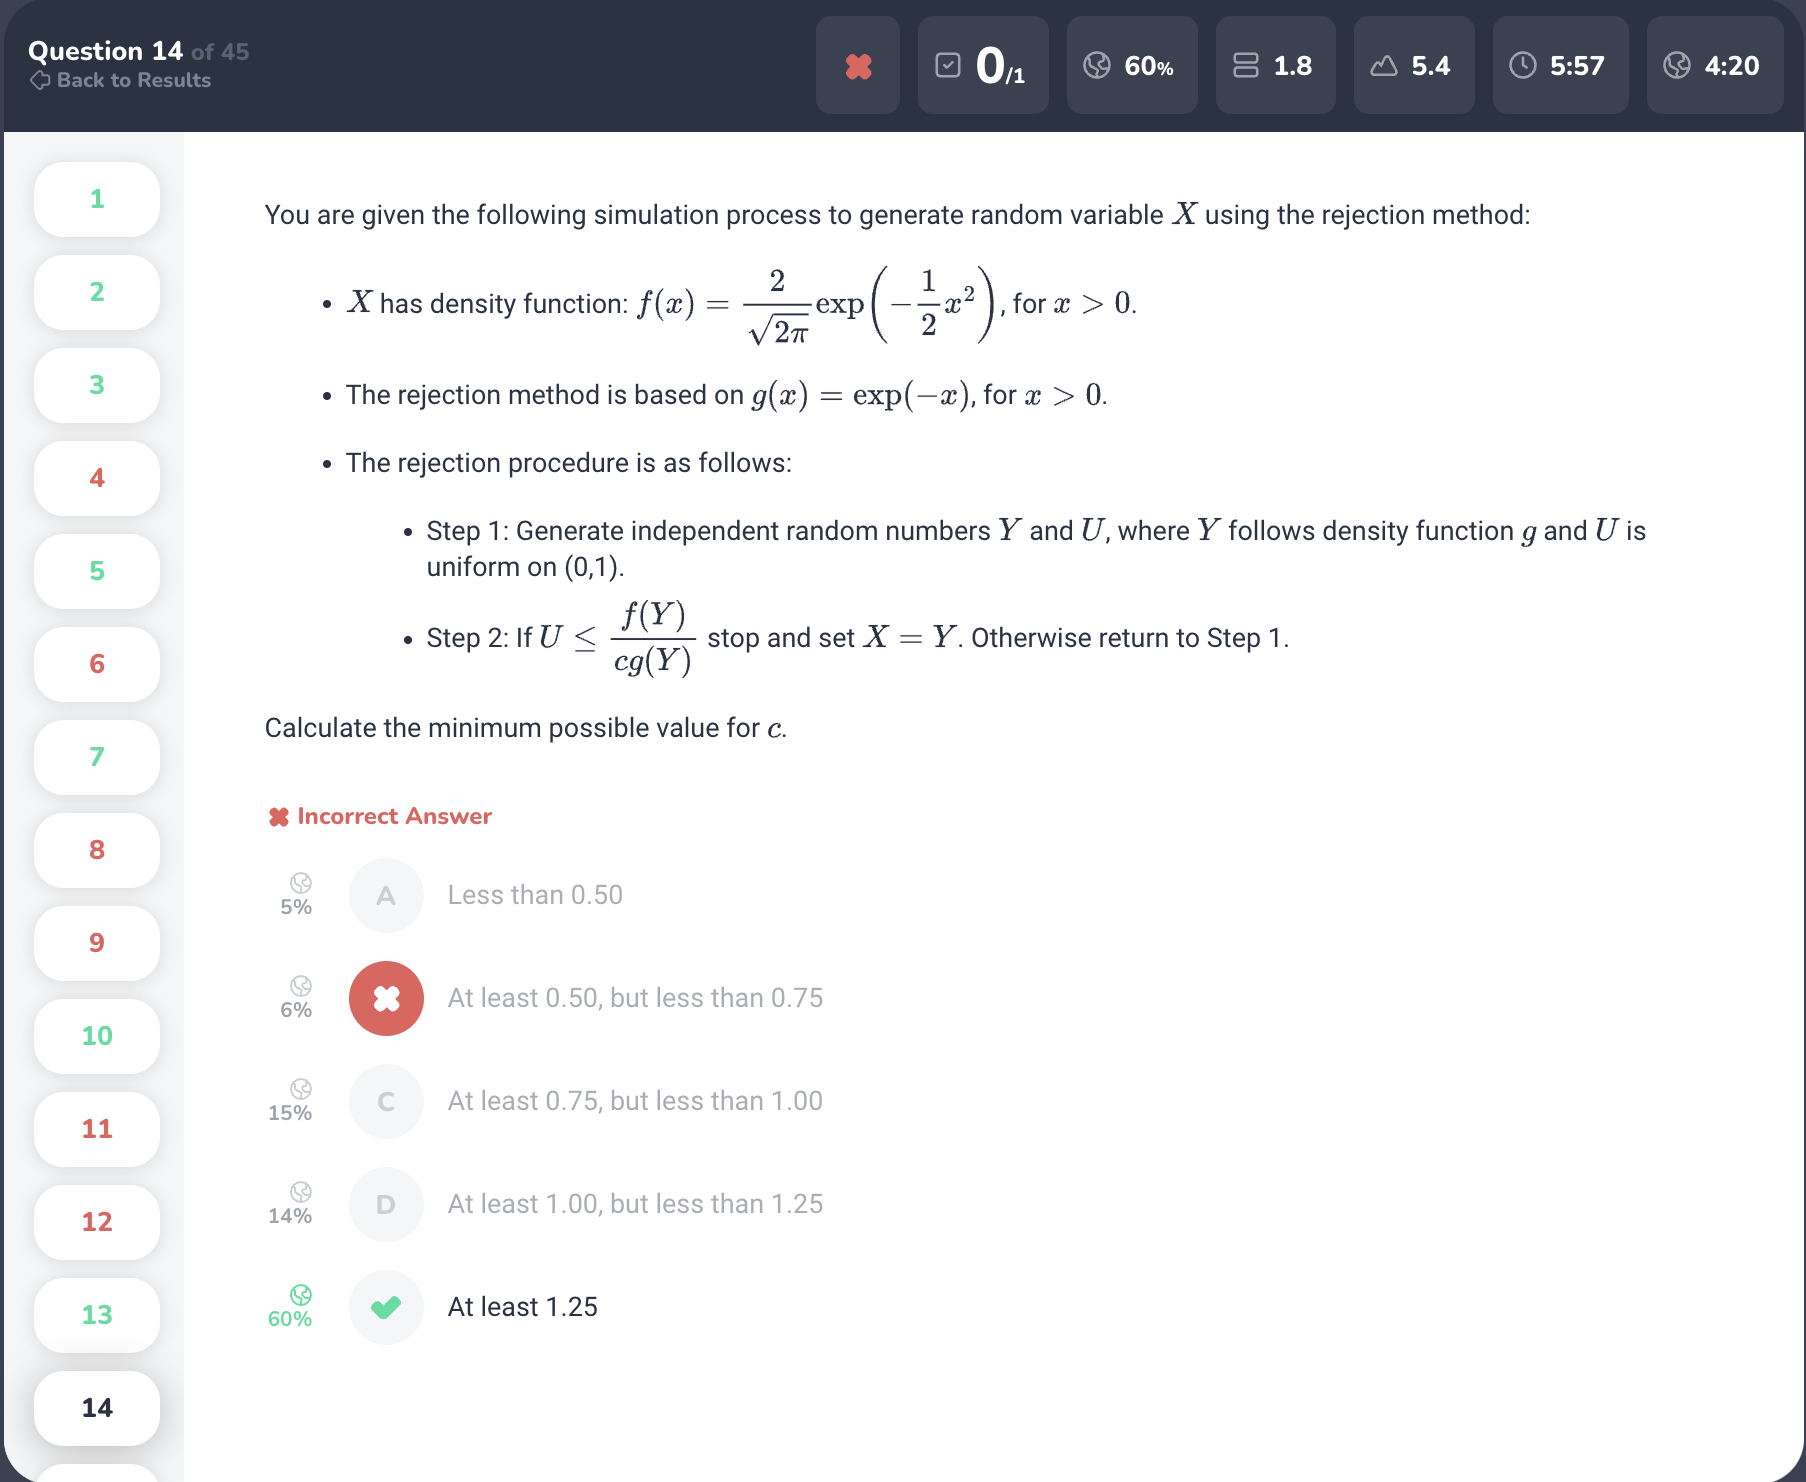 Question 14 of 45
Back to Results
0/1
60%
1.8
5.4
5:57
4:20
1
2
3
4
5
6
7
8
9
10
11
12
13
14
You are given the following simulation process to generate random variable X using the rejection method:
• X has density function: f(x) = 2/√(2π) exp(−1/2 x²), for x > 0.
• The rejection method is based on g(x) = exp(−x), for x > 0.
• The rejection procedure is as follows:
• Step 1: Generate independent random numbers Y and U, where Y follows density function g and U is
uniform on (0,1).
• Step 2: If U ≤ f(Y)/cg(Y) stop and set X = Y. Otherwise return to Step 1.
Calculate the minimum possible value for c.
Incorrect Answer
5% A Less than 0.50
6% At least 0.50, but less than 0.75
15% C At least 0.75, but less than 1.00
14% D At least 1.00, but less than 1.25
60% At least 1.25